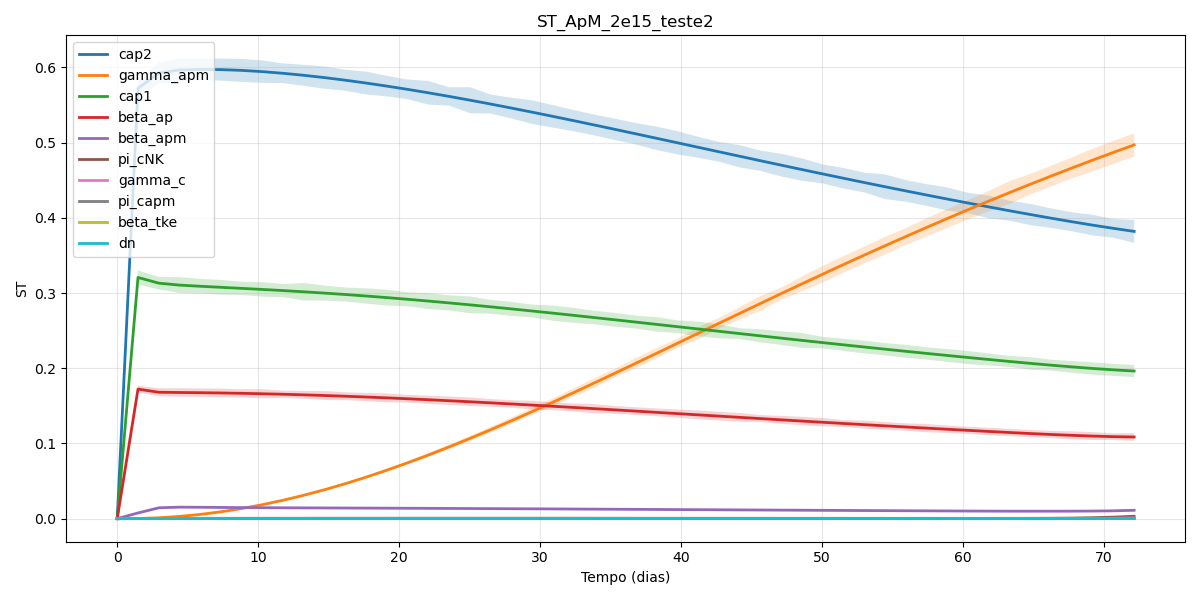 ST_ApM_2e15_teste2
cap2
gamma_apm
cap1
beta_ap
beta_apm
pi_cNK
gamma_c
pi_capm
beta_tke
dn
ST
0.6
0.5
0.4
0.3
0.2
0.1
0.0
0 10 20 30 40 50 60 70
Tempo (dias)